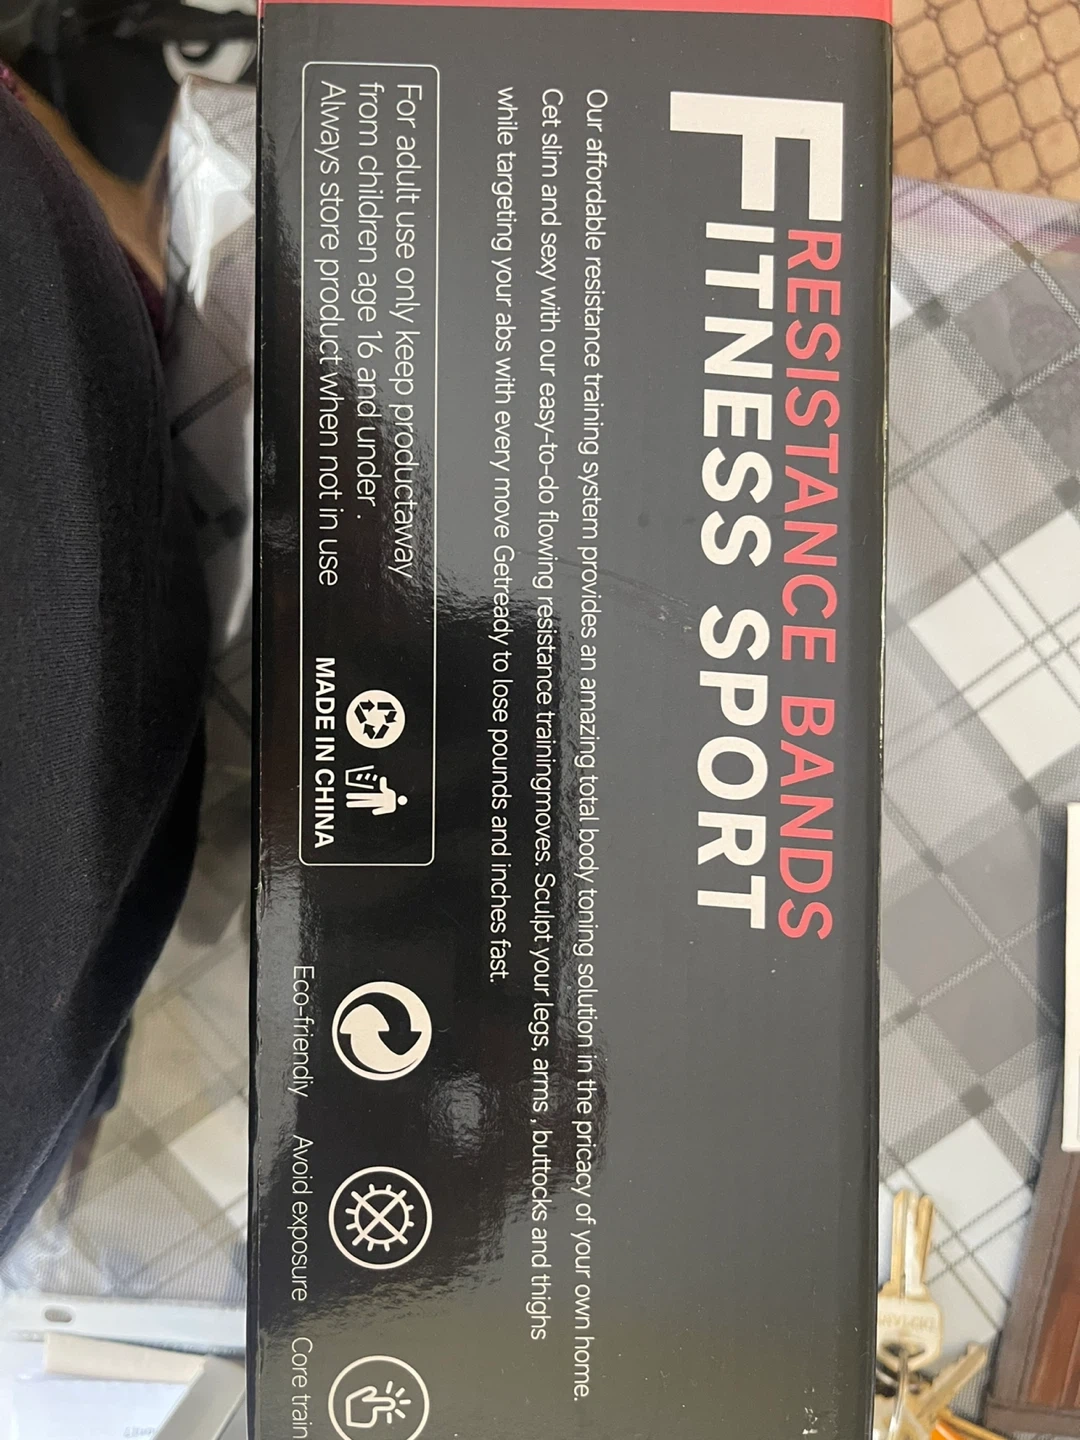 RESISTANCE BANDS
FITNESS SPORT
Our affordable resistance training system provides an amazing total body toning solution in the pricacy of your own home.
Cet slim and sexy with our easy-to-do flowing resistance trainingmoves. Sculpt your legs, arms , buttocks and thighs
while targeting your abs with every move Getready to lose pounds and inches fast.
For adult use only keep productaway
from children age 16 and under .
Always store product when not in use
MADE IN CHINA
Eco-friendiy
Avoid exposure
Core train